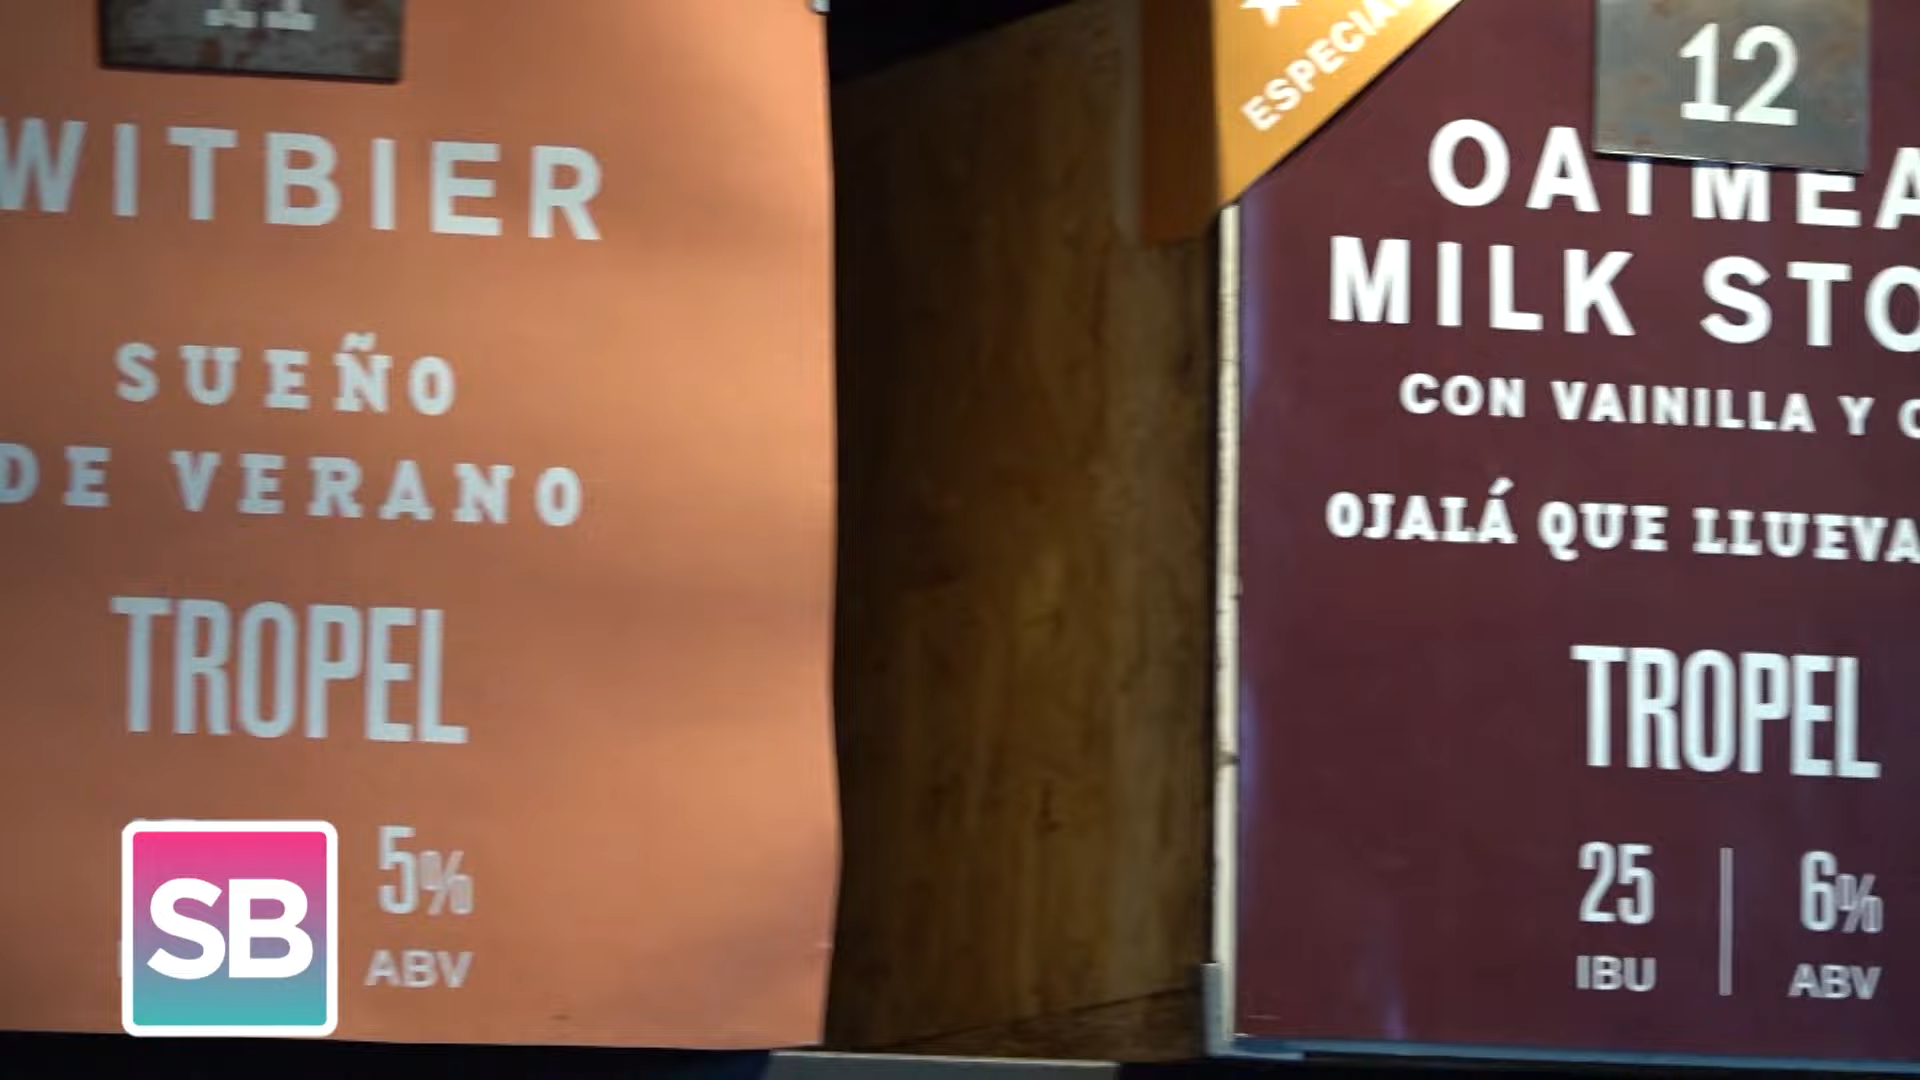 11
WITBIER
SUEÑO
DE VERANO
TROPEL
5%
ABV
SB
ESPECIAL
12
OATMEA
MILK STO
CON VAINILLA Y C
OJALÁ QUE LLUEVA
TROPEL
25
IBU
6%
ABV